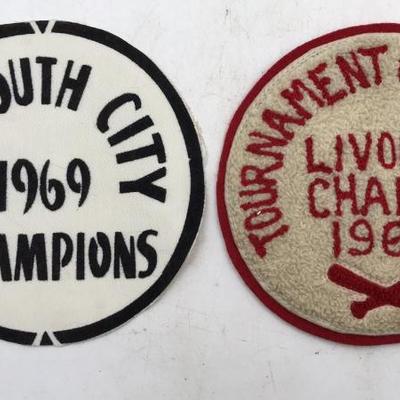 OUTH CITY
1969
AMPIONS
TOURNAMENT
LIVO
CHA
196